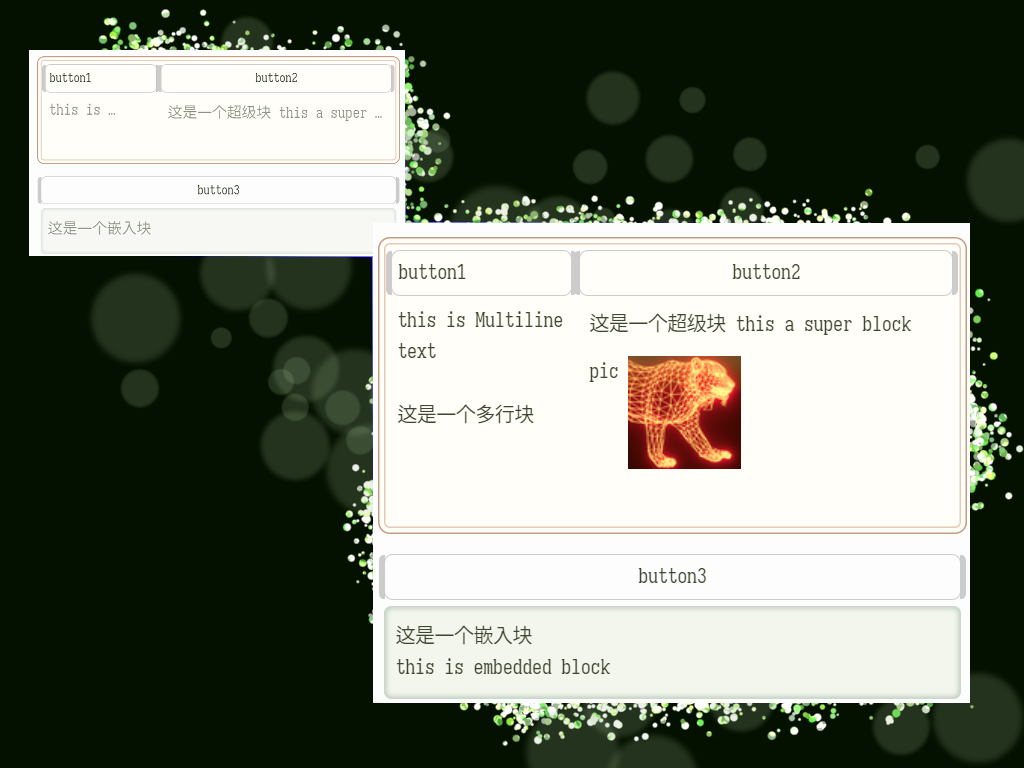 button1
button2
this is …
这是一个超级块 this a super …
button3
这是一个嵌入块
button1
button2
this is Multiline
text
这是一个多行块
这是一个超级块 this a super block
pic
button3
这是一个嵌入块
this is embedded block